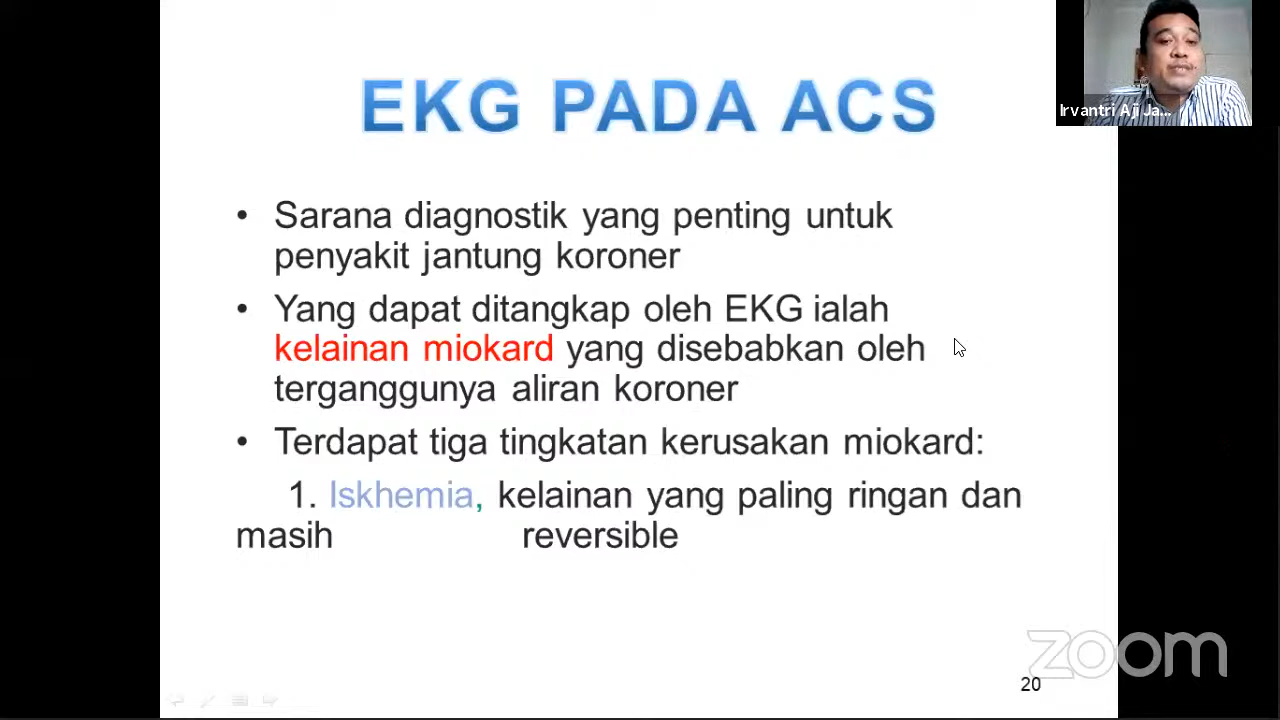 EKG PADA ACS
Irvantri Aji Ja...
• Sarana diagnostik yang penting untuk
penyakit jantung koroner
• Yang dapat ditangkap oleh EKG ialah
kelainan miokard yang disebabkan oleh
terganggunya aliran koroner
• Terdapat tiga tingkatan kerusakan miokard:
1. Iskhemia, kelainan yang paling ringan dan
masih reversible
zoom
20